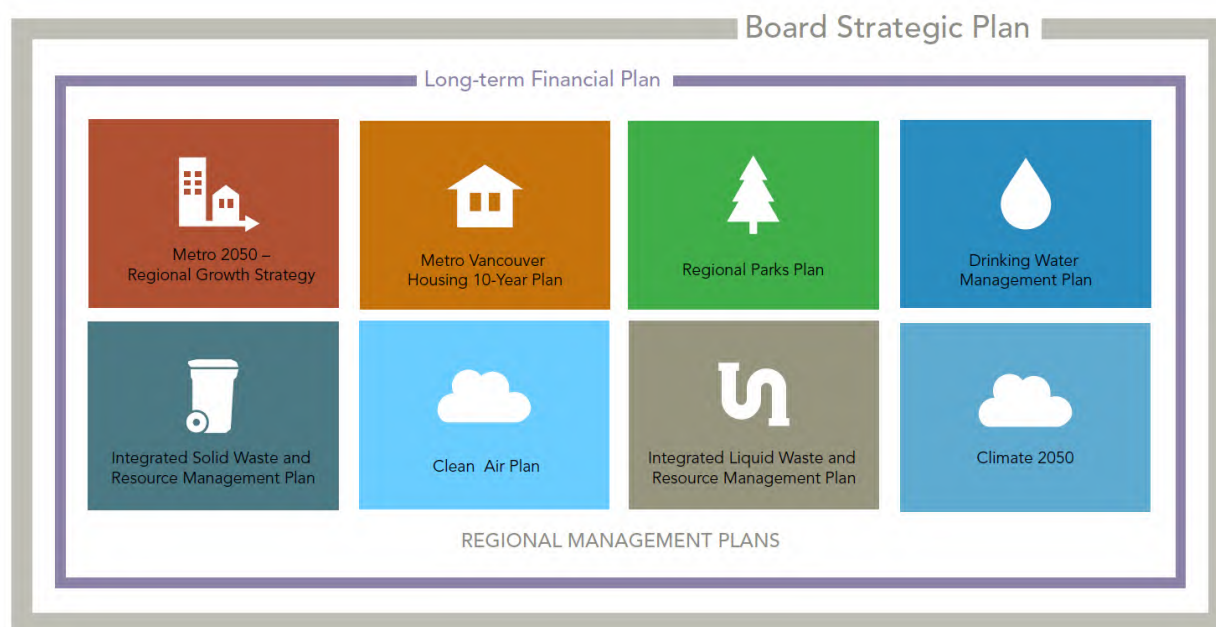 Board Strategic Plan
Long-term Financial Plan
Metro 2050 –
Regional Growth Strategy
Metro Vancouver
Housing 10-Year Plan
Regional Parks Plan
Drinking Water
Management Plan
Integrated Solid Waste and
Resource Management Plan
Clean Air Plan
Integrated Liquid Waste and
Resource Management Plan
Climate 2050
REGIONAL MANAGEMENT PLANS